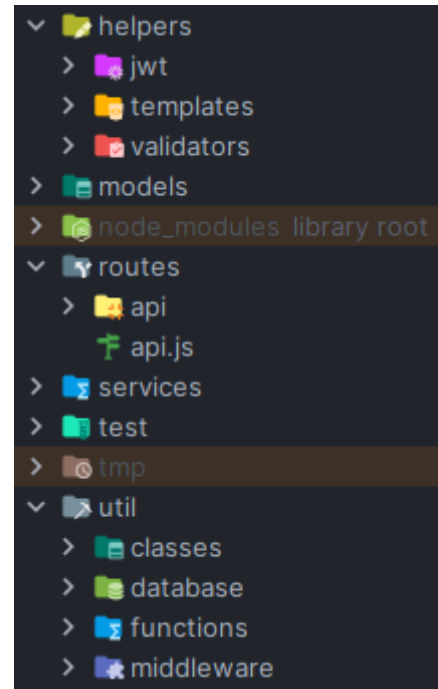 helpers
jwt
templates
validators
models
node_modules library root
routes
api
api.js
services
test
tmp
util
classes
database
functions
middleware